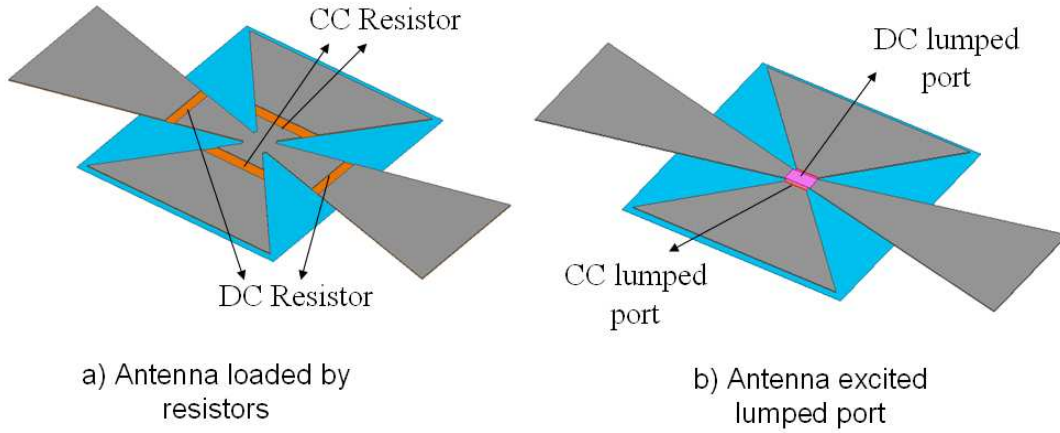 CC Resistor
DC Resistor
a) Antenna loaded by
resistors
DC lumped
port
CC lumped
port
b) Antenna excited
lumped port